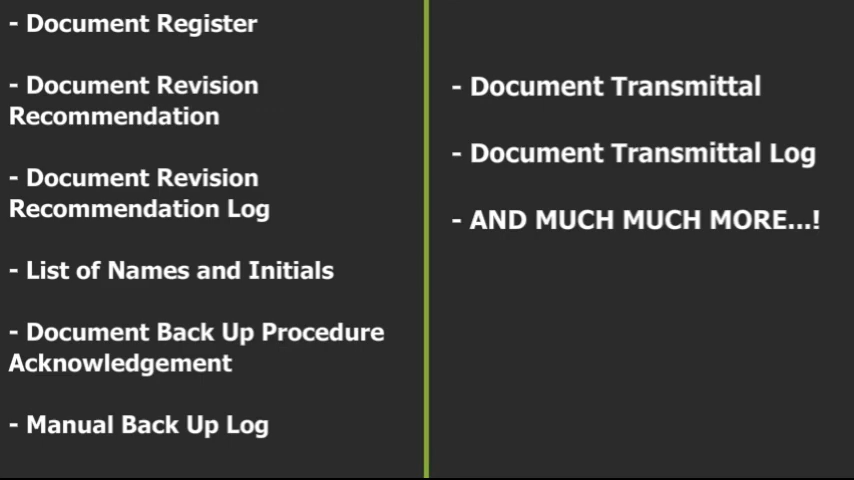 - Document Register
- Document Revision
Recommendation
- Document Revision
Recommendation Log
- List of Names and Initials
- Document Back Up Procedure
Acknowledgement
- Manual Back Up Log
- Document Transmittal
- Document Transmittal Log
- AND MUCH MUCH MORE...!